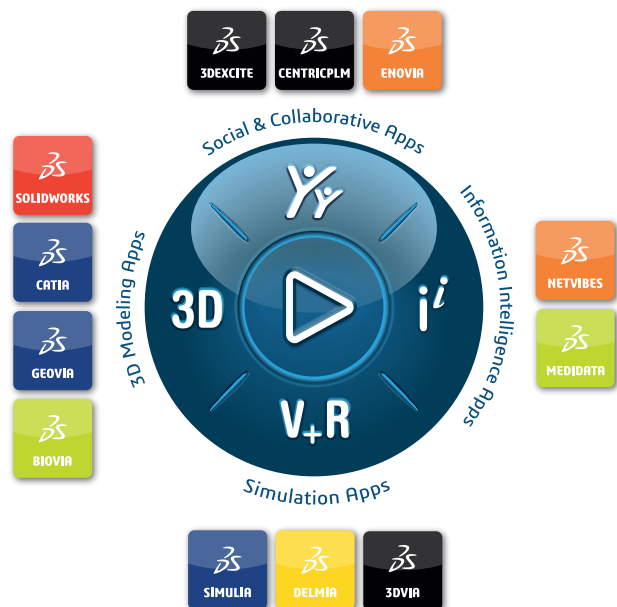 3DEXCITE
CENTRICPLM
ENOVIA
Social & Collaborative Apps
SOLIDWORKS
CATIA
GEOVIA
BIOVIA
3D Modeling Apps
3D
i i
V+R
Information Intelligence Apps
NETVIBES
MEDIDATA
Simulation Apps
SIMULIA
DELMIA
3DVIA